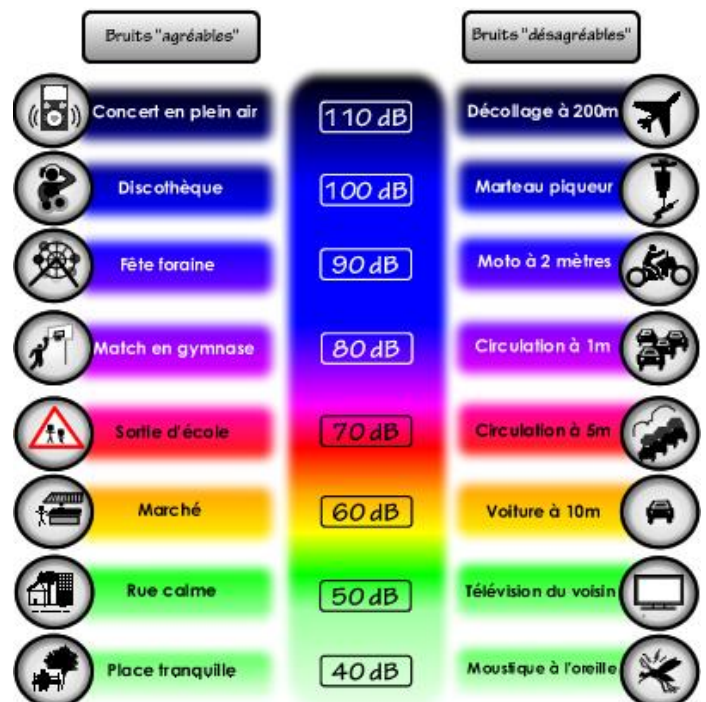 Bruits "agréables" Bruits "désagréables"
Concert en plein air 110 dB Décollage à 200m
Discothèque 100 dB Marteau piqueur
Fête foraine 90 dB Moto à 2 mètres
Match en gymnase 80 dB Circulation à 1m
Sortie d'école 70 dB Circulation à 5m
Marché 60 dB Voiture à 10m
Rue calme 50 dB Télévision du voisin
Place tranquille 40 dB Moustique à l'oreille